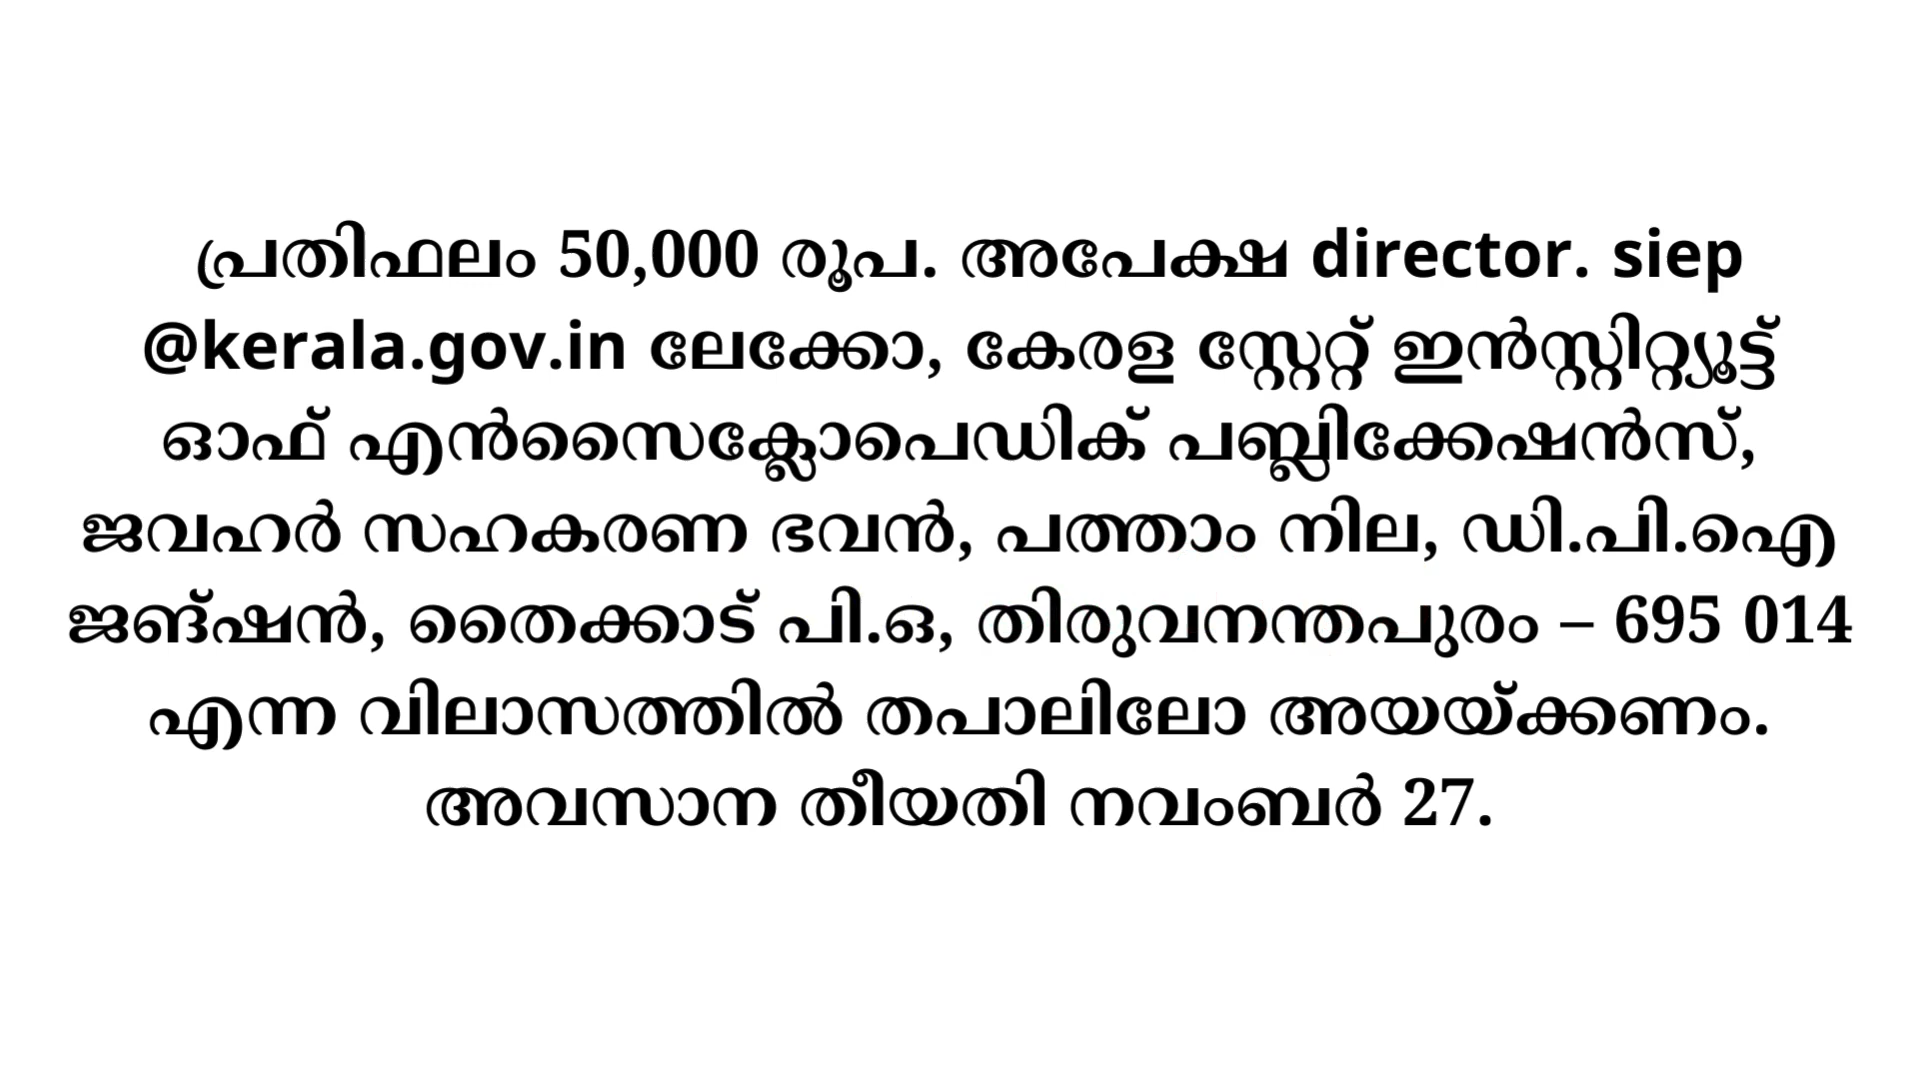 പ്രതിഫലം 50,000 രൂപ. അപേക്ഷ director. siep
@kerala.gov.in ലേക്കോ, കേരള സ്റ്റേറ്റ് ഇൻസ്റ്റിറ്റ്യൂട്ട്
ഓഫ് എൻസൈക്ലോപെഡിക് പബ്ലിക്കേഷൻസ്,
ജവഹർ സഹകരണ ഭവൻ, പത്താം നില, ഡി.പി.ഐ
ജങ്ഷൻ, തൈക്കാട് പി.ഒ, തിരുവനന്തപുരം – 695 014
എന്ന വിലാസത്തിൽ തപാലിലോ അയയ്ക്കണം.
അവസാന തീയതി നവംബർ 27.